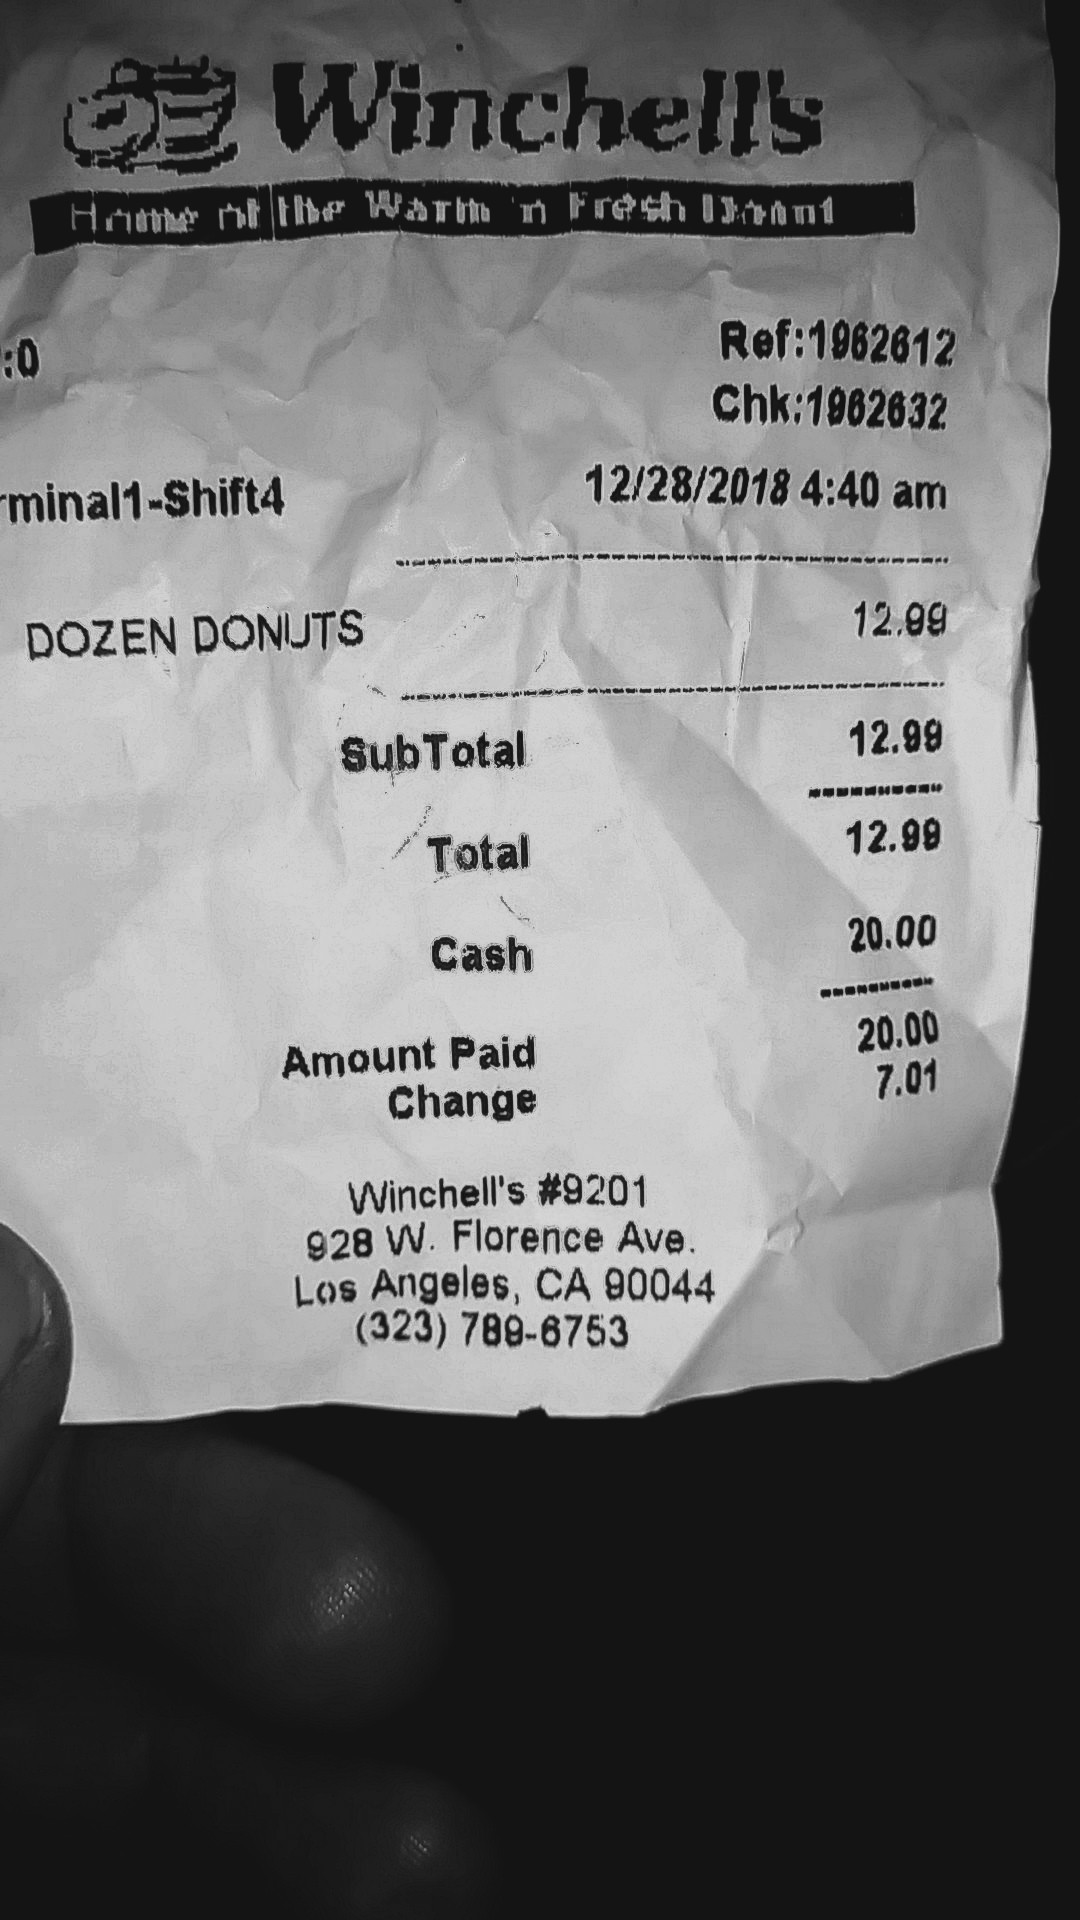 Winchell's
Home of the Warm 'n Fresh Donut
:0
Ref:1962612
Chk:1962632
rminal1-Shift4 12/28/2018 4:40 am
DOZEN DONUTS 12.99
SubTotal 12.99
Total 12.99
Cash 20.00
Amount Paid 20.00
Change 7.01
Winchell's #9201
928 W. Florence Ave.
Los Angeles, CA 90044
(323) 789-6753